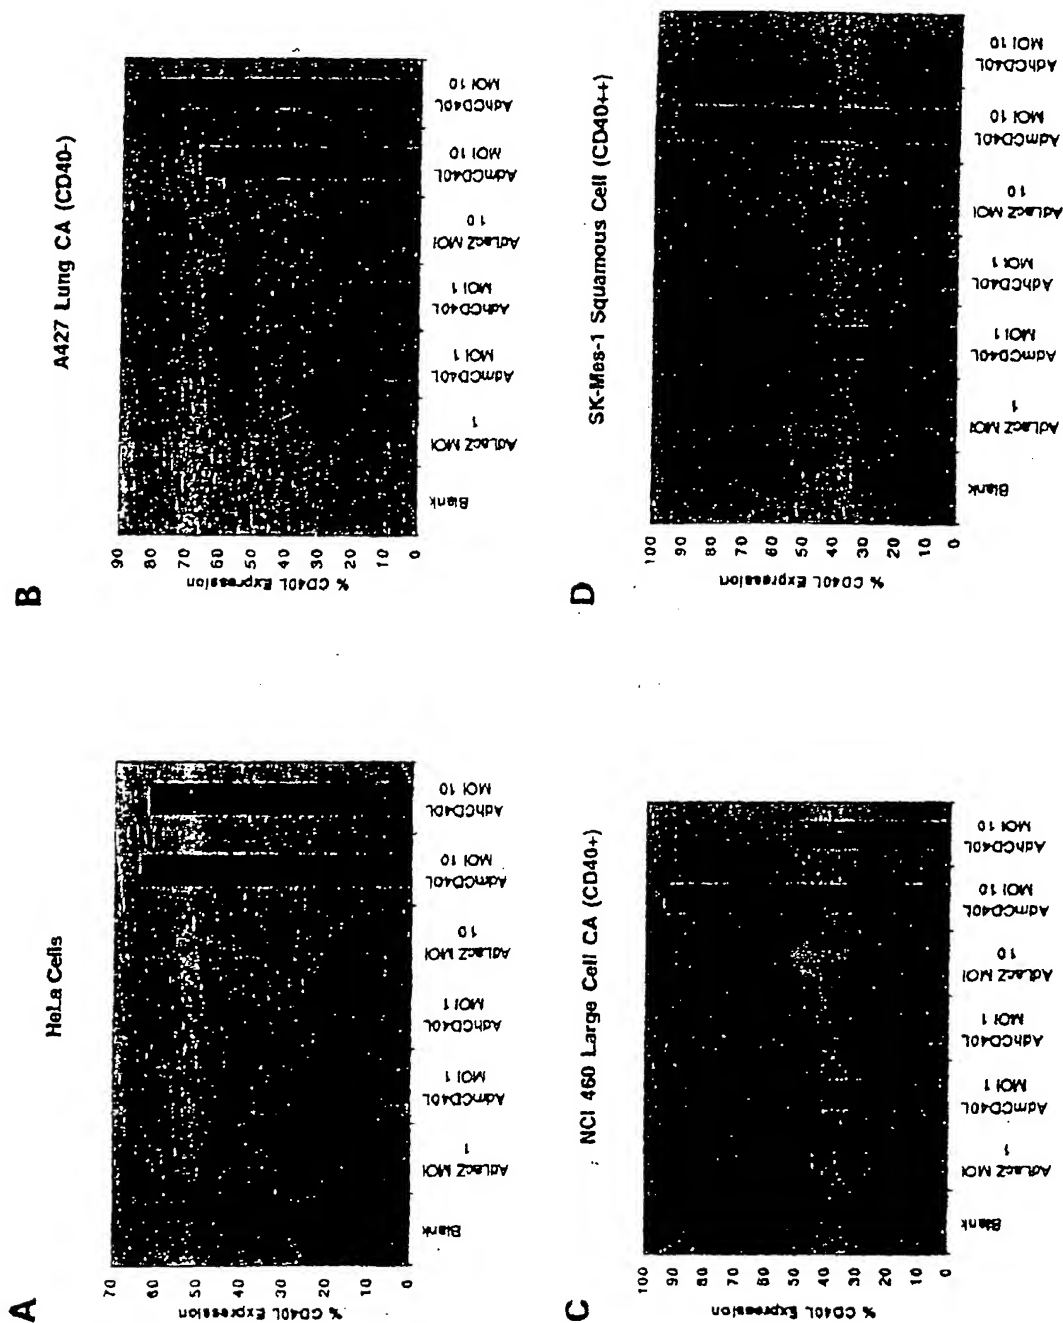 A
HeLa Cells
% CD40L Expression
70
60
50
40
30
20
10
0
Blank
AdLacZ MOI
1
AdmCD40L
MOI 1
AdhCD40L
MOI 1
AdLacZ MOI
10
AdmCD40L
MOI 10
AdhCD40L
MOI 10
B
A427 Lung CA (CD40-)
% CD40L Expression
90
80
70
60
50
40
30
20
10
0
Blank
AdLacZ MOI
1
AdmCD40L
MOI 1
AdhCD40L
MOI 1
AdLacZ MOI
10
AdmCD40L
MOI 10
AdhCD40L
MOI 10
C
NCI 460 Large Cell CA (CD40+)
% CD40L Expression
100
90
80
70
60
50
40
30
20
10
0
Blank
AdLacZ MOI
1
AdmCD40L
MOI 1
AdhCD40L
MOI 1
AdLacZ MOI
10
AdmCD40L
MOI 10
AdhCD40L
MOI 10
D
SK-Mes-1 Squamous Cell (CD40++)
% CD40L Expression
100
90
80
70
60
50
40
30
20
10
0
Blank
AdLacZ MOI
1
AdmCD40L
MOI 1
AdhCD40L
MOI 1
AdLacZ MOI
10
AdmCD40L
MOI 10
AdhCD40L
MOI 10